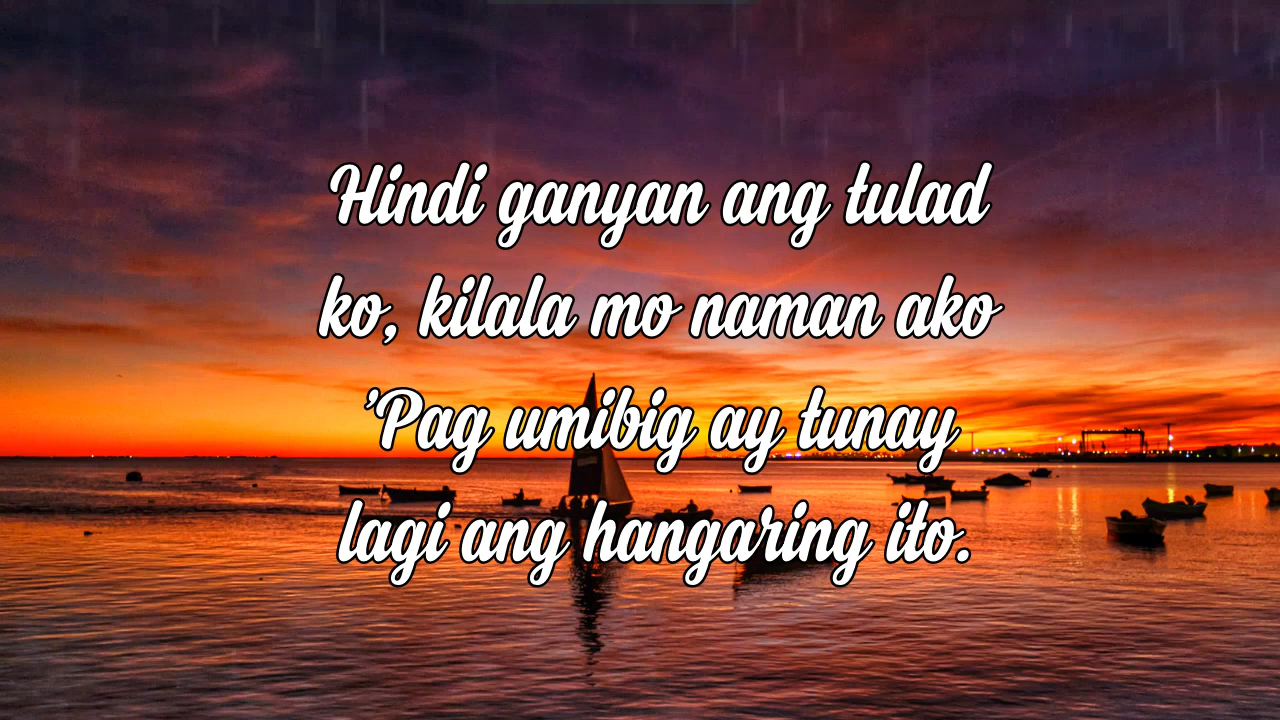 Hindi ganyan ang tulad
ko, kilala mo naman ako
'Pag umibig ay tunay
lagi ang hangaring ito.